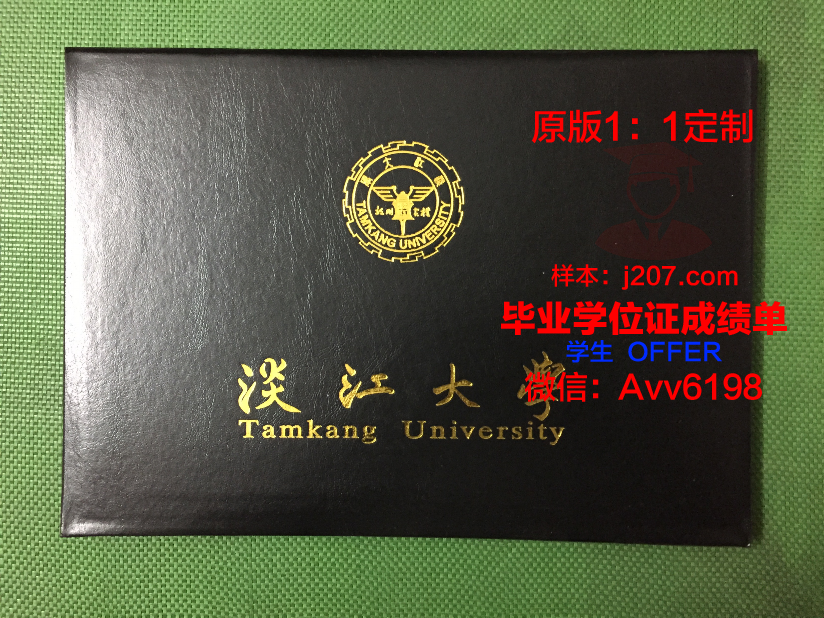 原版1：1定制
大
TAMKANG UNIVERSITY
样本：j207.com
毕业学位证成绩单
学生 OFFER
微信：Avv6198
淡江大學
Tamkang University